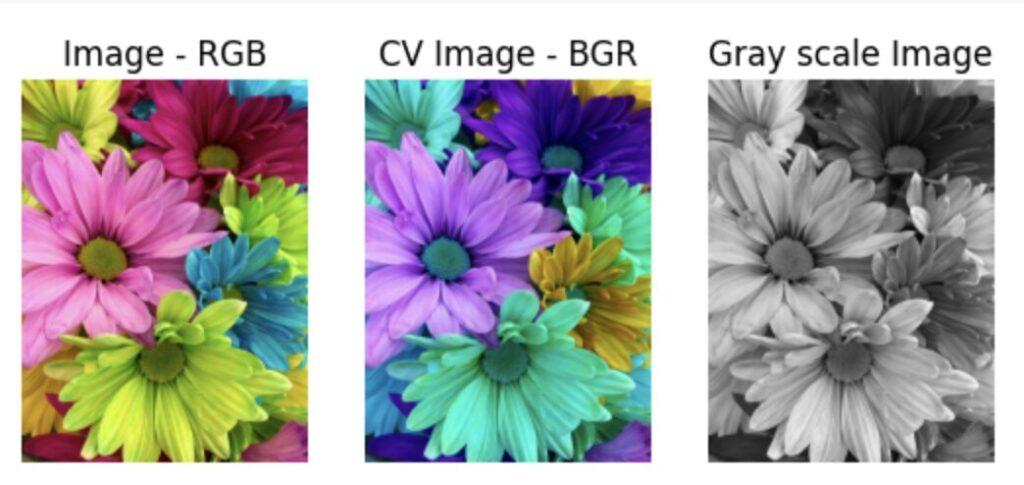 Image - RGB
CV Image - BGR
Gray scale Image